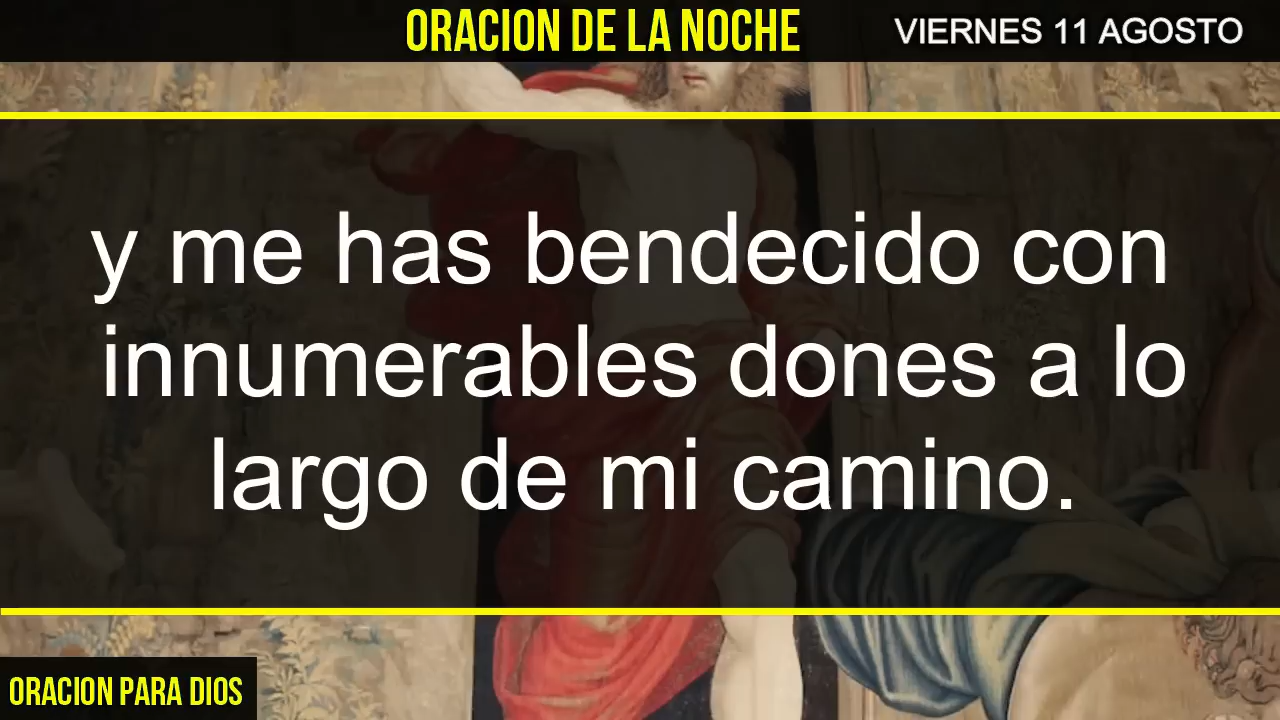 ORACION DE LA NOCHE
VIERNES 11 AGOSTO
y me has bendecido con
innumerables dones a lo
largo de mi camino.
ORACION PARA DIOS